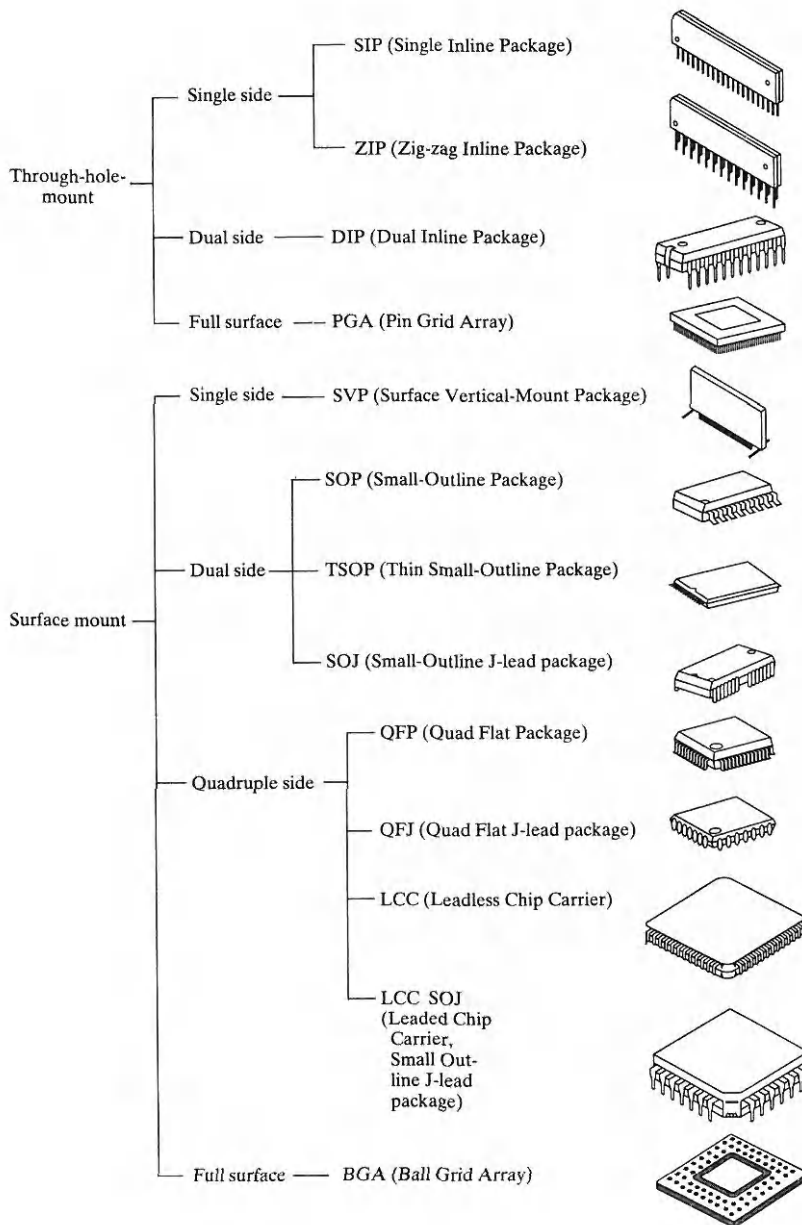 SIP (Single Inline Package)
Single side
ZIP (Zig-zag Inline Package)
Through-hole-
mount
Dual side
DIP (Dual Inline Package)
Full surface
PGA (Pin Grid Array)
Single side
SVP (Surface Vertical-Mount Package)
SOP (Small-Outline Package)
Dual side
TSOP (Thin Small-Outline Package)
Surface mount
SOJ (Small-Outline J-lead package)
QFP (Quad Flat Package)
Quadruple side
QFJ (Quad Flat J-lead package)
LCC (Leadless Chip Carrier)
LCC SOJ
(Leaded Chip
Carrier,
Small Out-
line J-lead
package)
Full surface
BGA (Ball Grid Array)